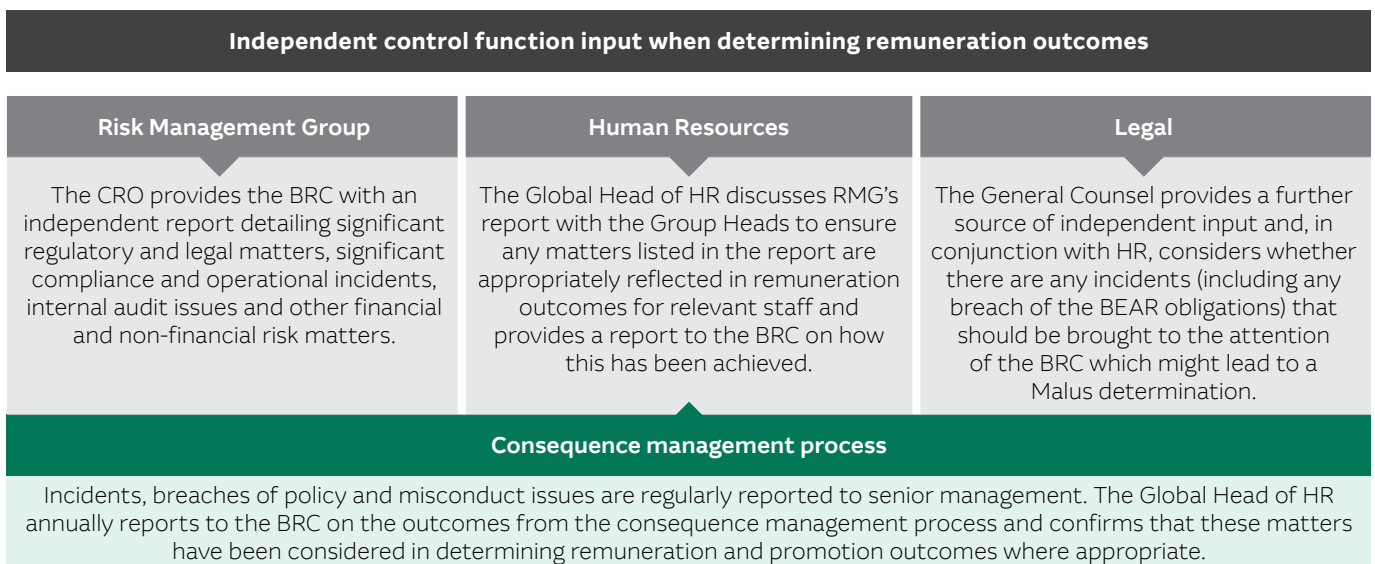 Independent control function input when determining remuneration outcomes
Risk Management Group
The CRO provides the BRC with an
independent report detailing significant
regulatory and legal matters, significant
compliance and operational incidents,
internal audit issues and other financial
and non-financial risk matters.
Human Resources
The Global Head of HR discusses RMG’s
report with the Group Heads to ensure
any matters listed in the report are
appropriately reflected in remuneration
outcomes for relevant staff and
provides a report to the BRC on how
this has been achieved.
Legal
The General Counsel provides a further
source of independent input and, in
conjunction with HR, considers whether
there are any incidents (including any
breach of the BEAR obligations) that
should be brought to the attention
of the BRC which might lead to a
Malus determination.
Consequence management process
Incidents, breaches of policy and misconduct issues are regularly reported to senior management. The Global Head of HR
annually reports to the BRC on the outcomes from the consequence management process and confirms that these matters
have been considered in determining remuneration and promotion outcomes where appropriate.